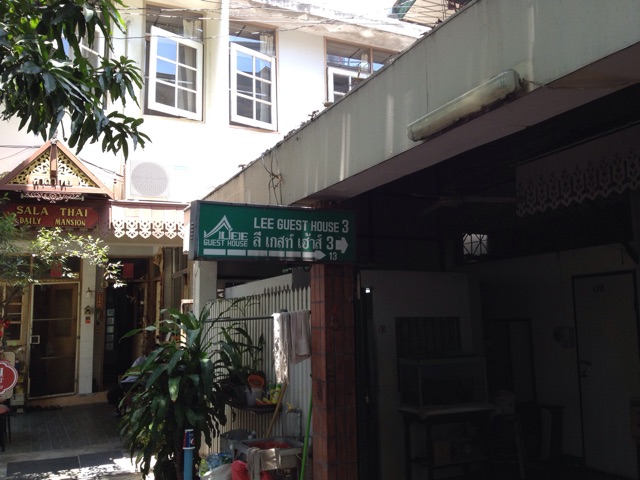 SALA THAI
DAILY MANSION
LEE
GUEST HOUSE
LEE GUEST HOUSE 3
ลี เกสท์ เฮ้าส์ 3
13